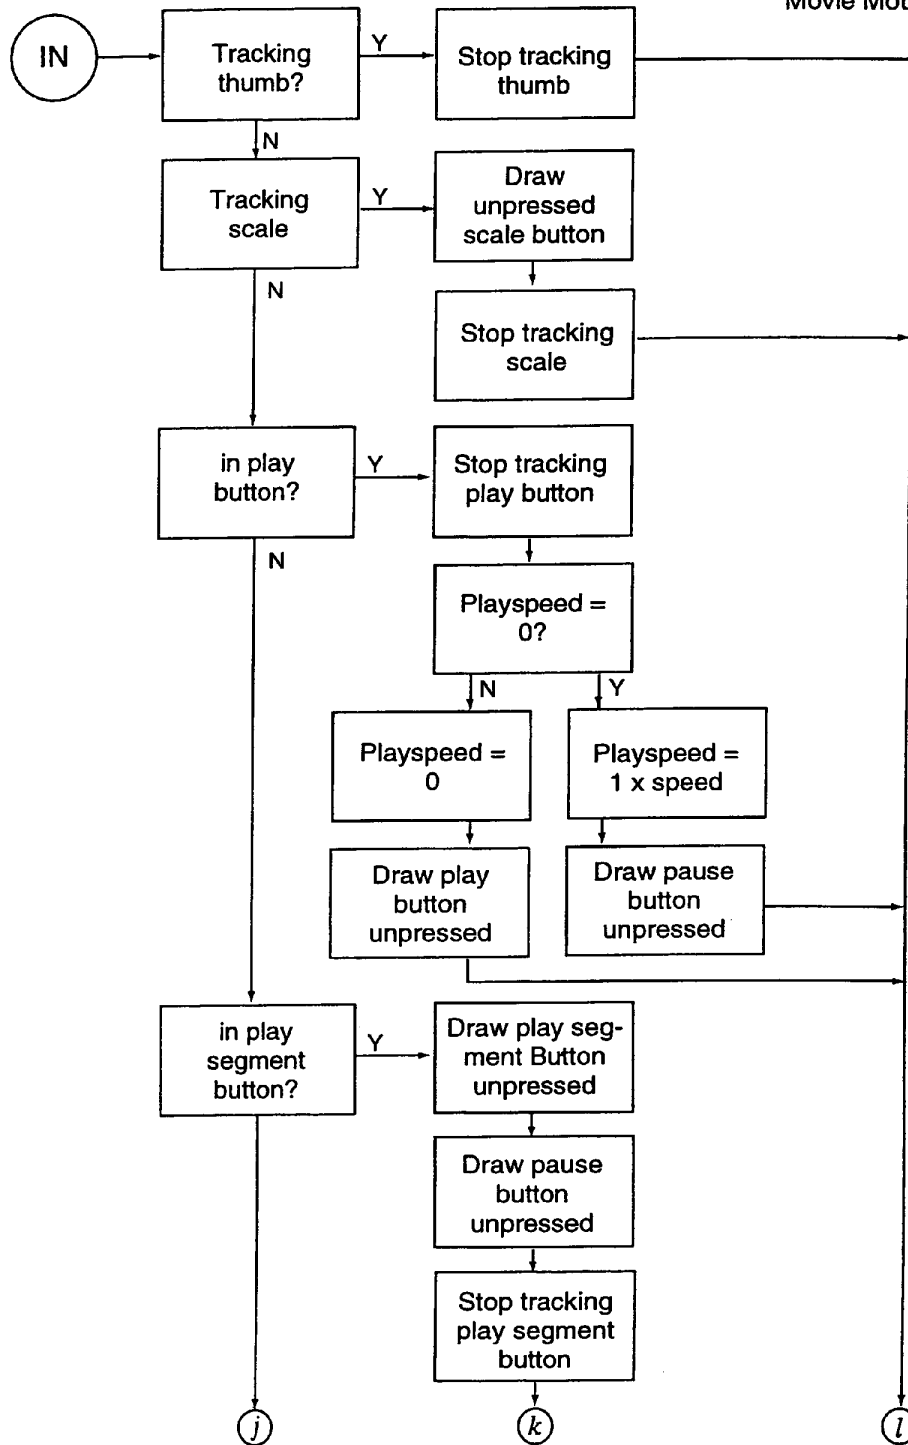 Movie
IN
Tracking
thumb?
Y
Stop tracking
thumb
N
Tracking
scale
Y
Draw
unpressed
scale button
N
Stop tracking
scale
in play
button?
Y
Stop tracking
play button
N
Playspeed =
0?
N
Y
Playspeed =
0
Playspeed =
1 x speed
Draw play
button
unpressed
Draw pause
button
unpressed
in play
segment
button?
Y
Draw play seg-
ment Button
unpressed
Draw pause
button
unpressed
Stop tracking
play segment
button
j
k
l